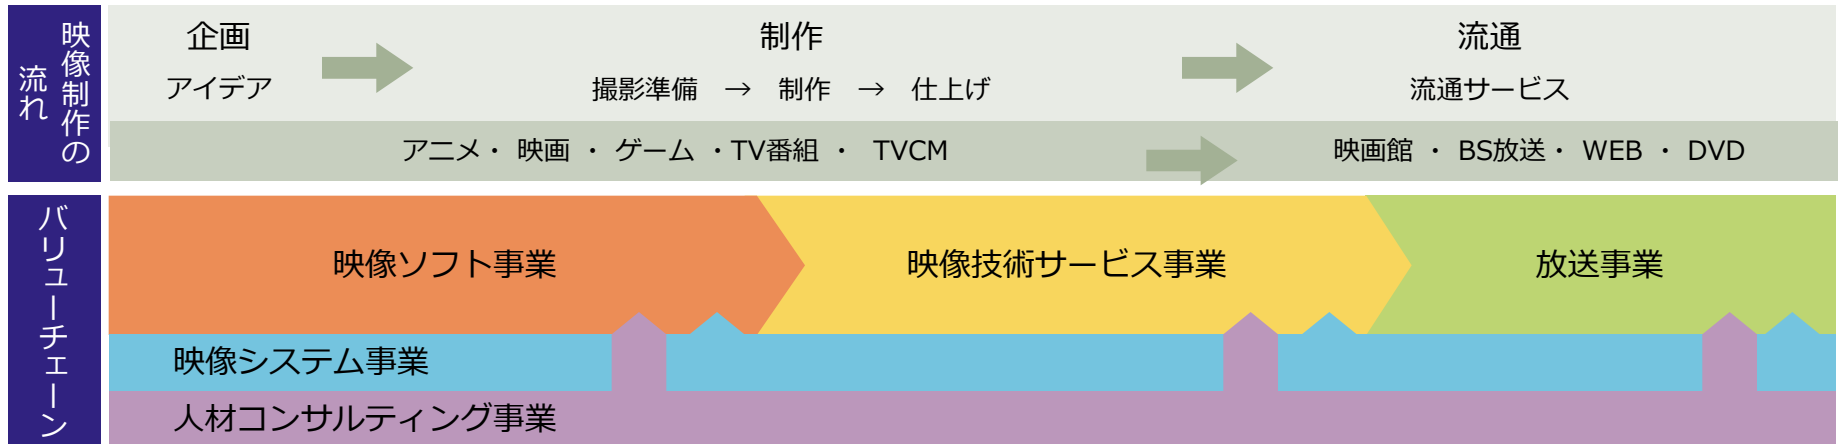 映像制作の
流れ
企画
制作
流通
アイデア
撮影準備 → 制作 → 仕上げ
流通サービス
アニメ・ 映画 ・ ゲーム ・TV番組 ・ TVCM
映画館 ・ BS放送・ WEB ・ DVD
バリューチェーン
映像ソフト事業
映像技術サービス事業
放送事業
映像システム事業
人材コンサルティング事業